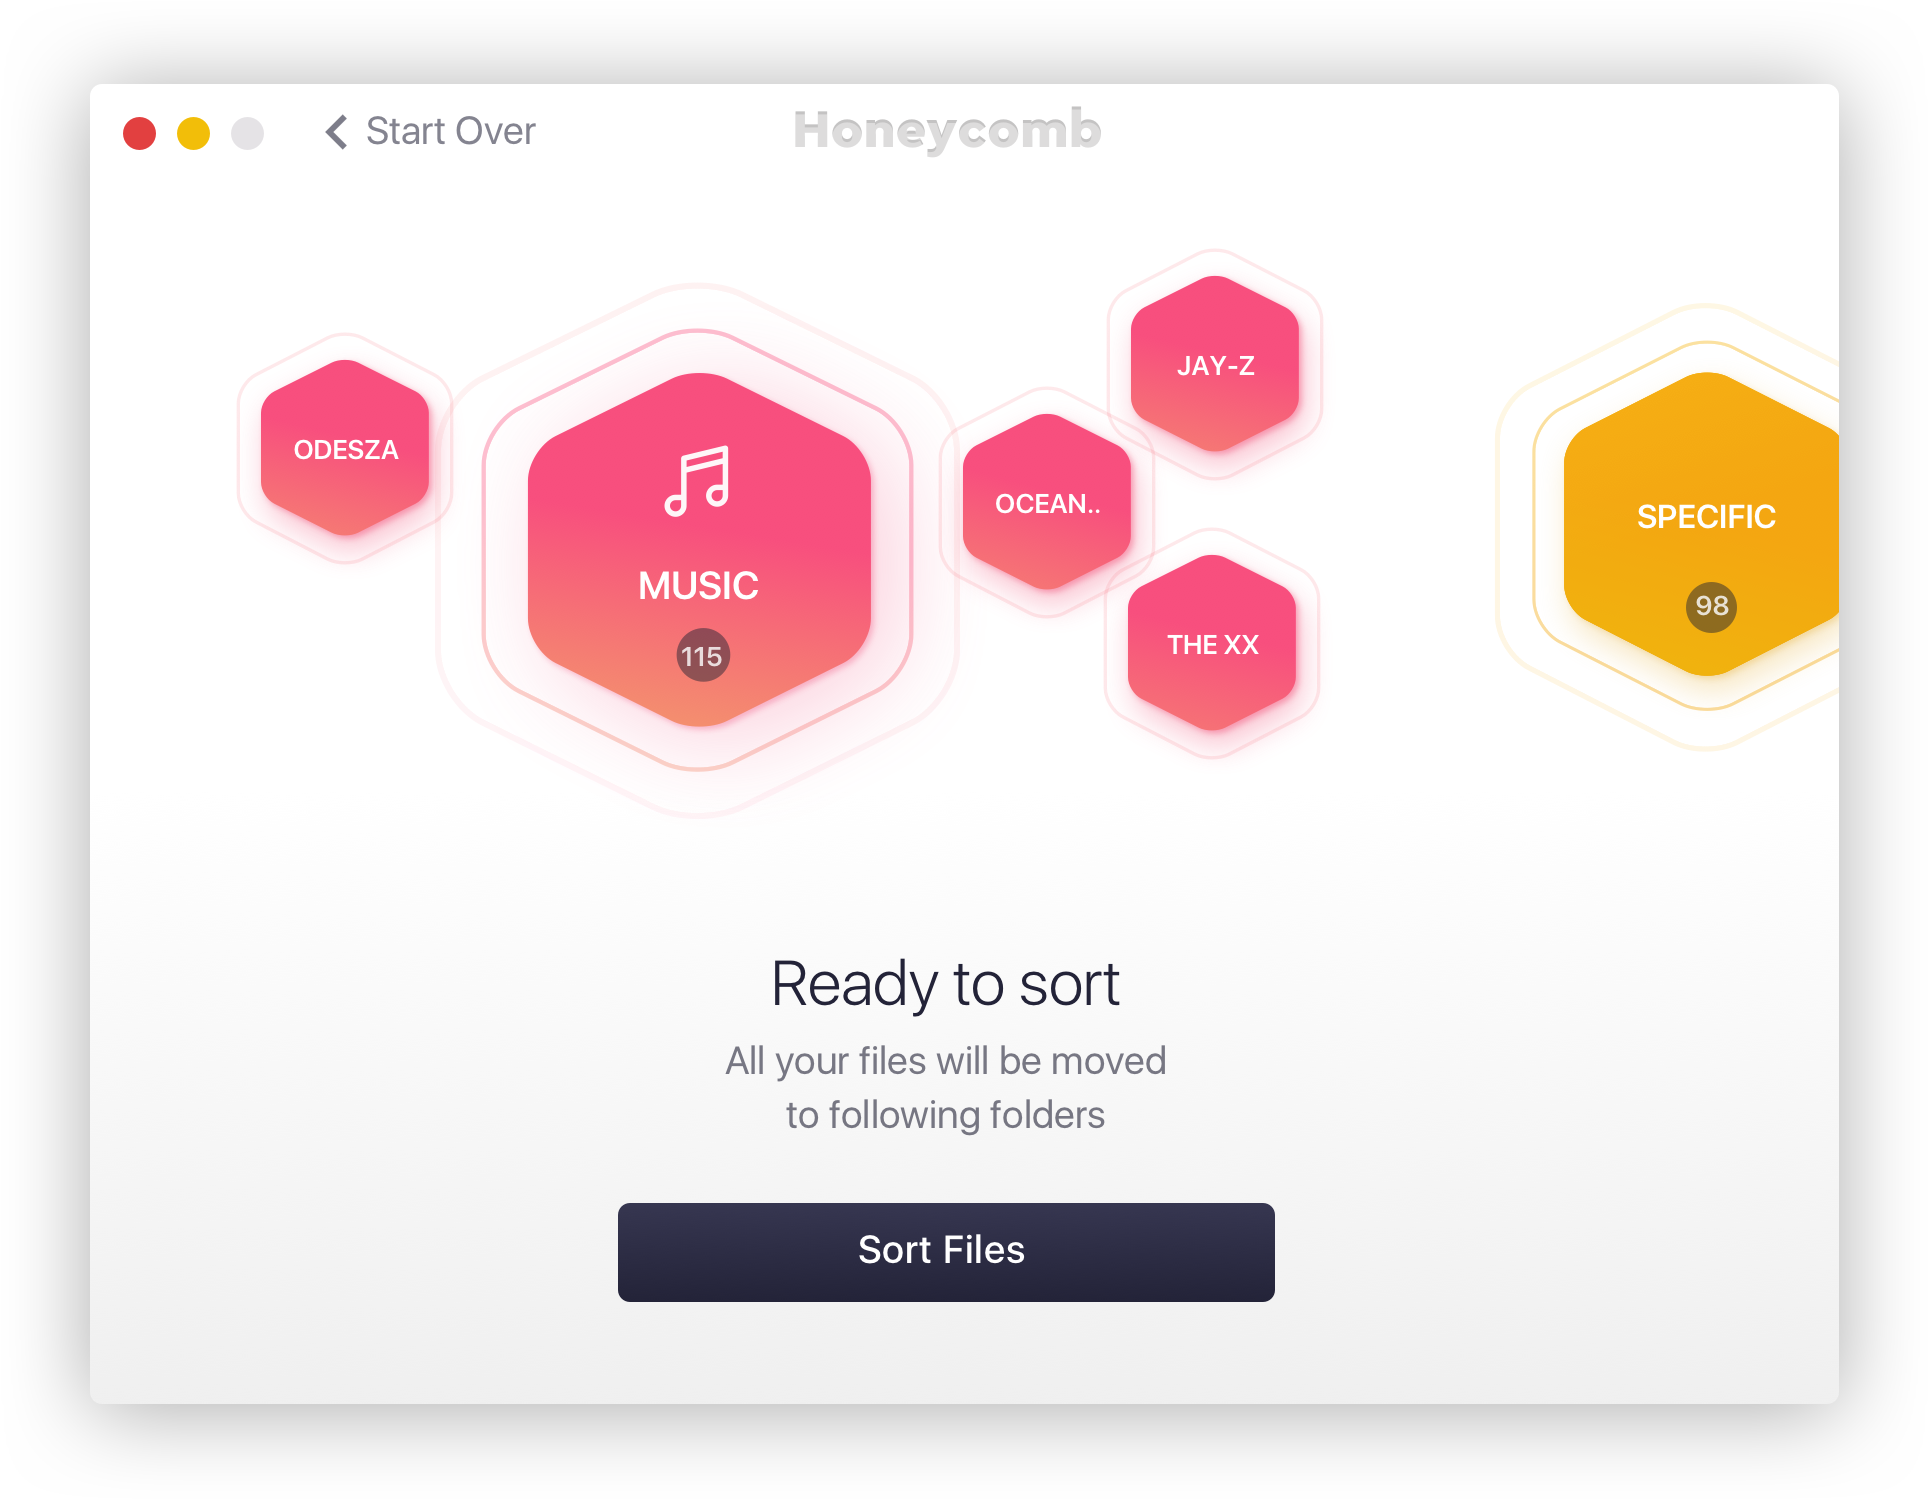 Start Over
Honeycomb
ODESZA
MUSIC
115
OCEAN..
JAY-Z
THE XX
SPECIFIC
98
Ready to sort
All your files will be moved
to following folders
Sort Files